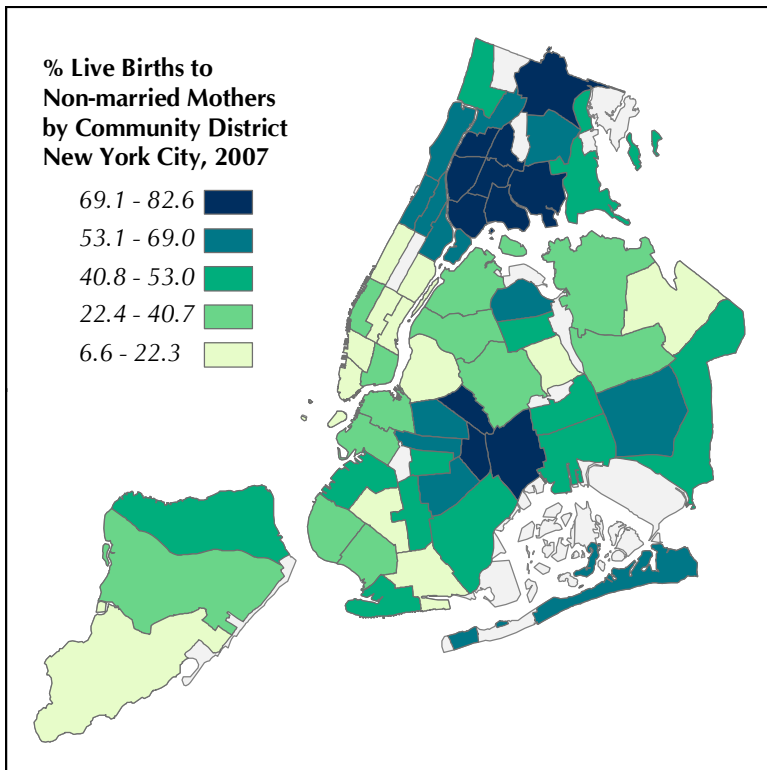 % Live Births to
Non-married Mothers
by Community District
New York City, 2007
69.1 - 82.6
53.1 - 69.0
40.8 - 53.0
22.4 - 40.7
6.6 - 22.3